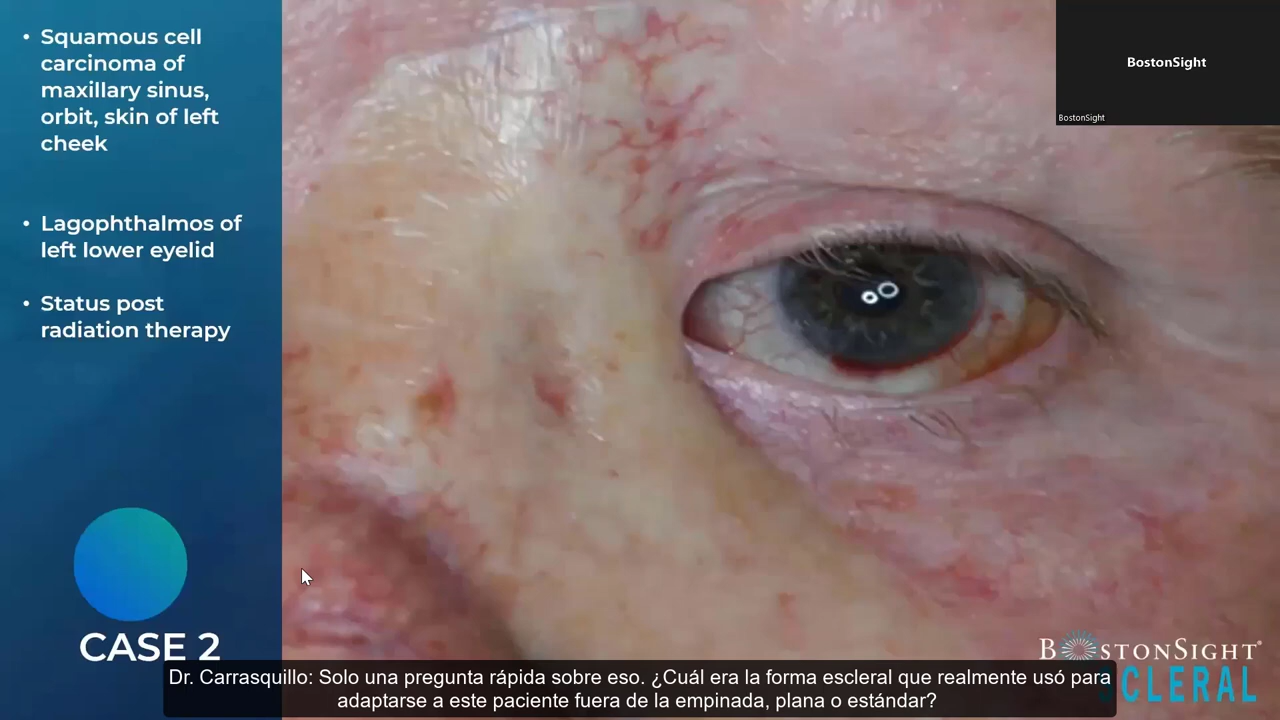 • Squamous cell
carcinoma of
maxillary sinus,
orbit, skin of left
cheek
• Lagophthalmos of
left lower eyelid
• Status post
radiation therapy
CASE 2
BostonSight
BostonSight
BOSTONSIGHT®
SCLERAL
Dr. Carrasquillo: Solo una pregunta rápida sobre eso. ¿Cuál era la forma escleral que realmente usó para
adaptarse a este paciente fuera de la empinada, plana o estándar?